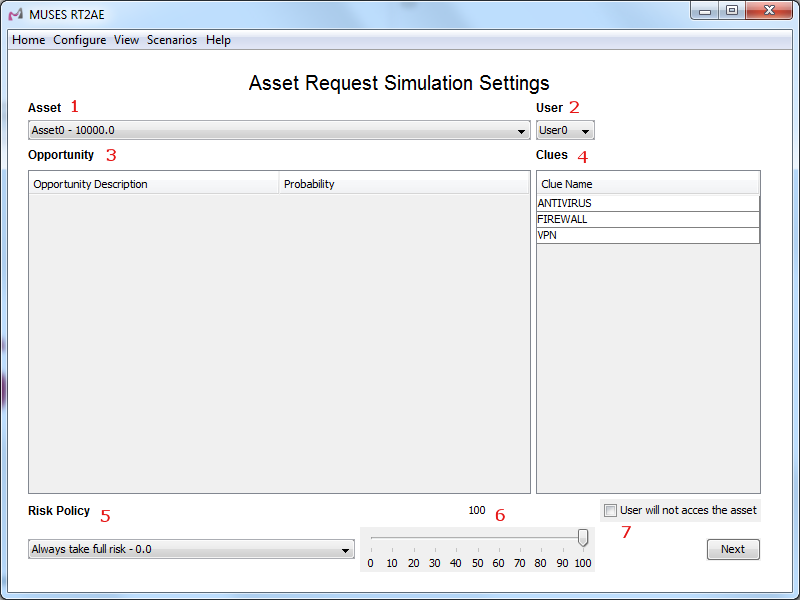 MUSES RT2AE
Home Configure View Scenarios Help
Asset Request Simulation Settings
Asset 1
User 2
Asset0 - 10000.0
User0
Opportunity 3
Clues 4
Opportunity Description Probability
Clue Name
ANTIVIRUS
FIREWALL
VPN
Risk Policy 5
100 6
User will not acces the asset
7
Always take full risk - 0.0
0 10 20 30 40 50 60 70 80 90 100
Next